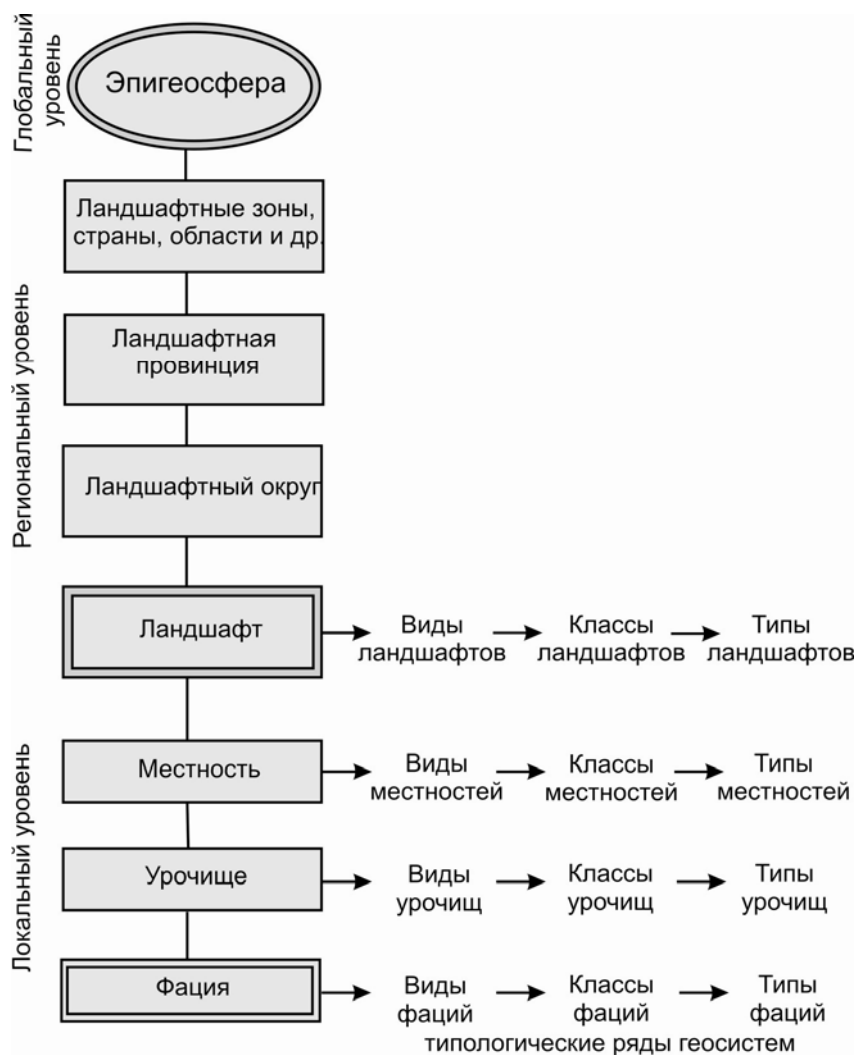 Глобальный
уровень
Эпигеосфера
Региональный уровень
Ландшафтные зоны,
страны, области и др.
Ландшафтная
провинция
Ландшафтный округ
Ландшафт
Виды
ландшафтов
Классы
ландшафтов
Типы
ландшафтов
Локальный уровень
Местность
Виды
местностей
Классы
местностей
Типы
местностей
Урочище
Виды
урочищ
Классы
урочищ
Типы
урочищ
Фация
Виды
фаций
Классы
фаций
Типы
фаций
типологические ряды геосистем